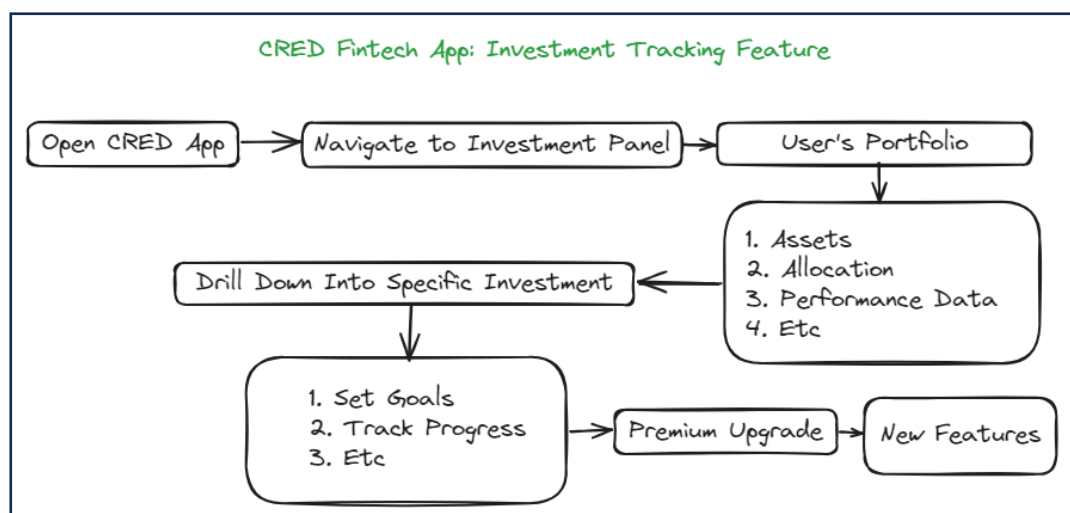 CRED Fintech App: Investment Tracking Feature
Open CRED App
Navigate to Investment Panel
User's Portfolio
1. Assets
2. Allocation
3. Performance Data
4. Etc
Drill Down Into Specific Investment
1. Set Goals
2. Track Progress
3. Etc
Premium Upgrade
New Features